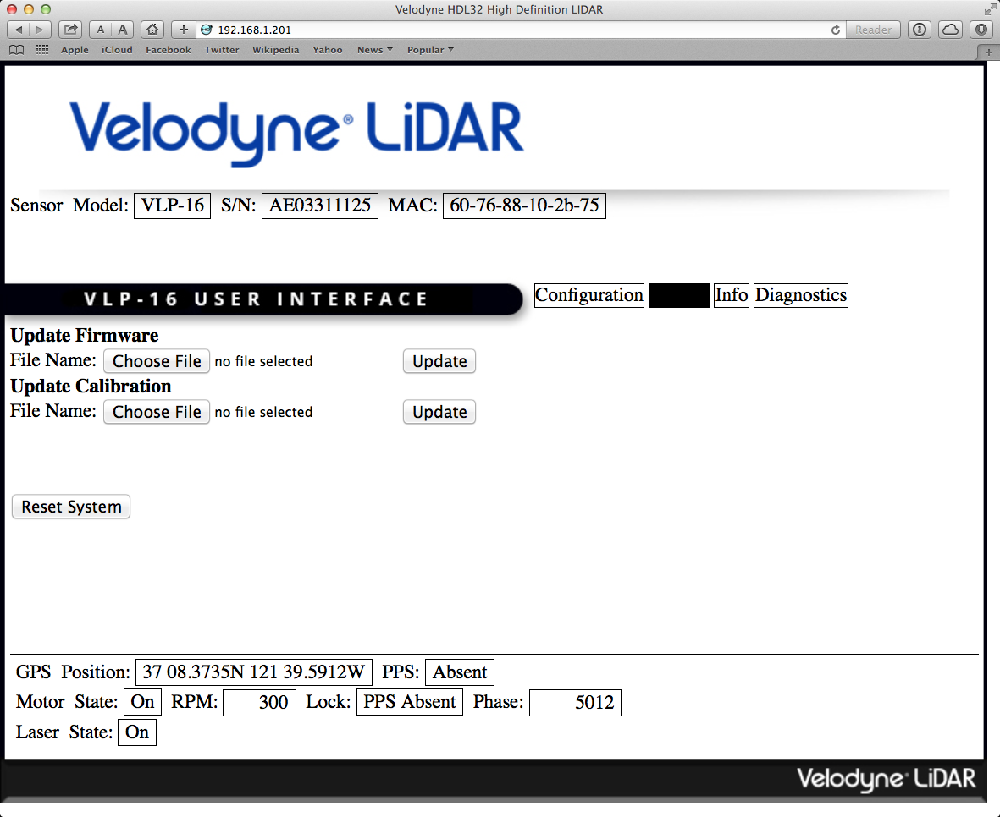 Velodyne HDL32 High Definition LIDAR
A A + 192.168.1.201 Reader
Apple iCloud Facebook Twitter Wikipedia Yahoo News Popular +
Velodyne® LiDAR
Sensor Model: VLP-16 S/N: AE03311125 MAC: 60-76-88-10-2b-75
VLP-16 USER INTERFACE Configuration Info Diagnostics
Update Firmware
File Name: Choose File no file selected Update
Update Calibration
File Name: Choose File no file selected Update
Reset System
GPS Position: 37 08.3735N 121 39.5912W PPS: Absent
Motor State: On RPM: 300 Lock: PPS Absent Phase: 5012
Laser State: On
Velodyne® LiDAR